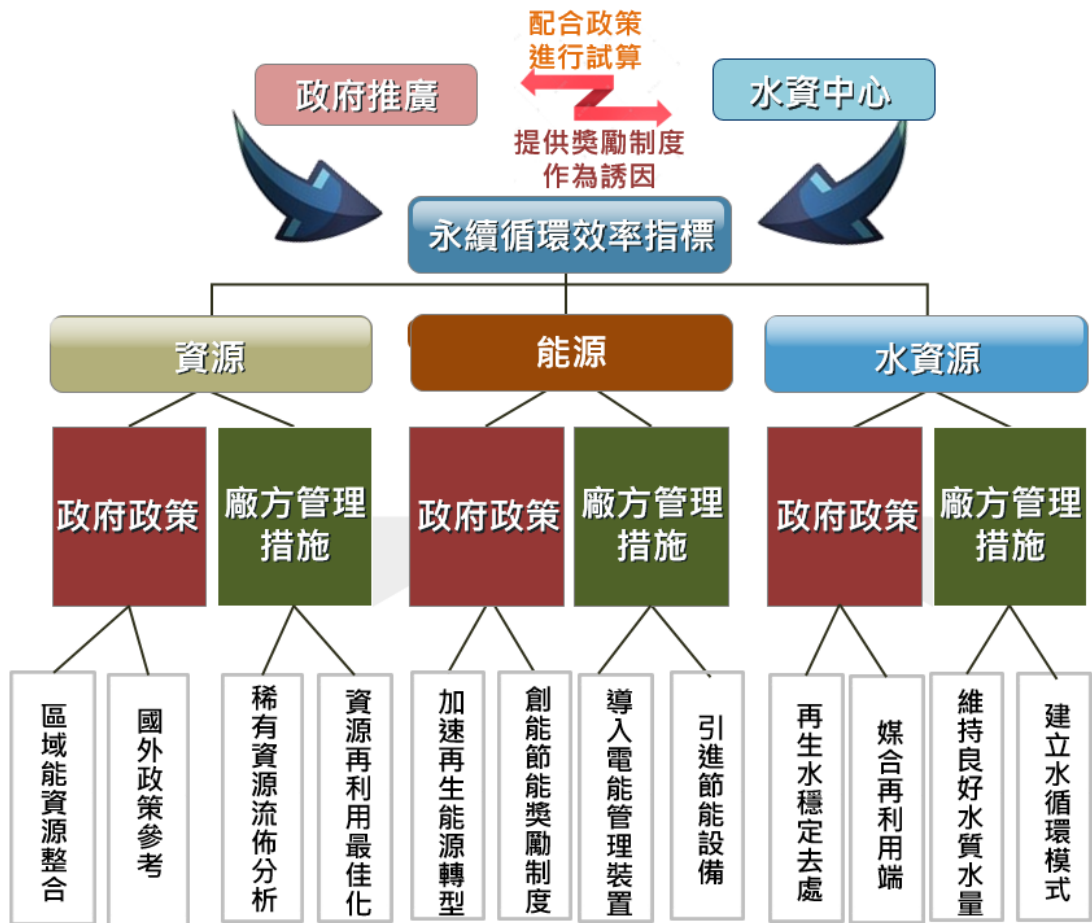 配合政策
進行試算
政府推廣
水資中心
提供獎勵制度
作為誘因
永續循環效率指標
資源
能源
水資源
政府政策
廠方管理
措施
政府政策
廠方管理
措施
政府政策
廠方管理
措施
區域能資源整合
國外政策參考
稀有資源流佈分析
資源再利用最佳化
加速再生能源轉型
創能節能獎勵制度
導入電能管理裝置
引進節能設備
再生水穩定去處
媒合再利用端
維持良好水質水量
建立水循環模式